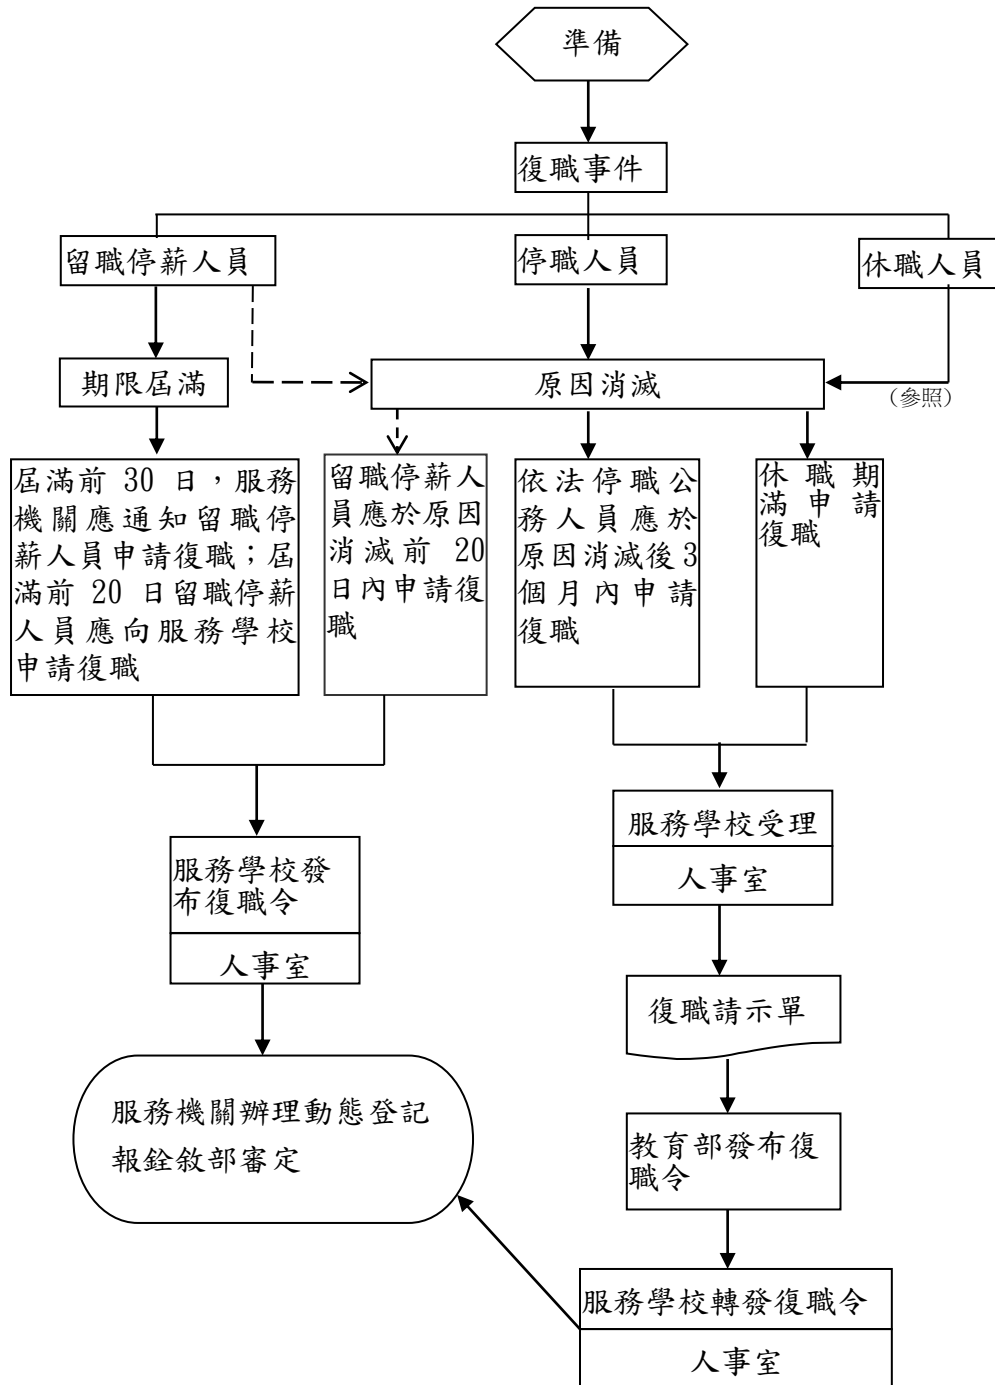 準備
復職事件
留職停薪人員
停職人員
休職人員
期限屆滿
原因消滅
(參照)
屆滿前 30 日，服務
機關應通知留職停
薪人員申請復職；屆
滿前 20 日留職停薪
人員應向服務學校
申請復職
留職停薪人
員應於原因
消滅前 20
日內申請復
職
依法停職公
務人員應於
原因消滅後3
個月內申請
復職
休職期
滿申請
復職
服務學校受理
人事室
服務學校發
布復職令
人事室
復職請示單
服務機關辦理動態登記
報銓敘部審定
教育部發布復
職令
服務學校轉發復職令
人事室